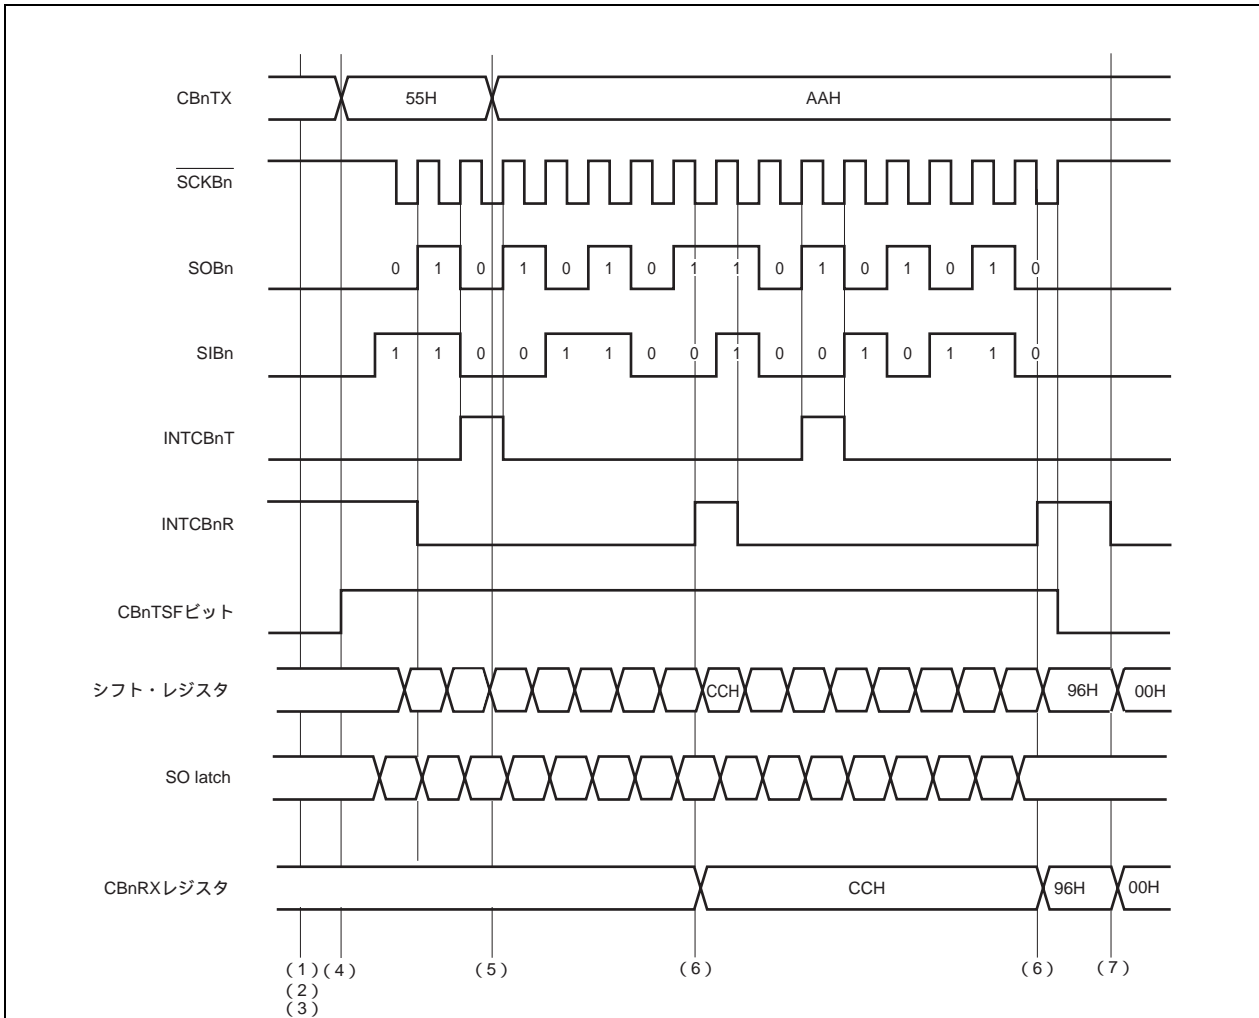 CBnTX 55H AAH
SCKBn
SOBn 0 1 0 1 0 1 0 1 1 0 1 0 1 0 1 0
SIBn 1 1 0 0 1 1 0 0 1 0 0 1 0 1 1 0
INTCBnT
INTCBnR
CBnTSFビット
シフト・レジスタ CCH 96H 00H
SO latch
CBnRXレジスタ CCH 96H 00H
(1)(4) (5) (6) (6) (7)
(2)
(3)